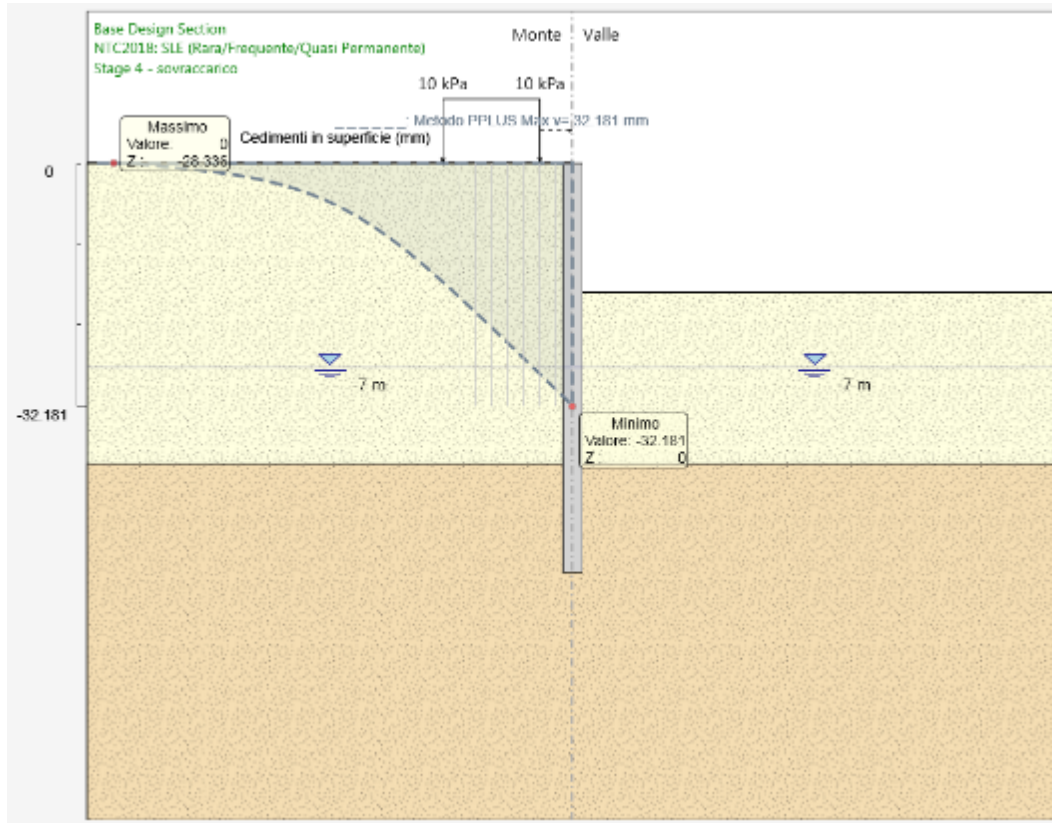 Base Design Section
NTC2018: SLE (Rara/Frequente/Quasi Permanente)
Stage 4 - sovraccarico
Monte
Valle
10 kPa
10 kPa
: Metodo PPLUS Max v=-32.181 mm
Cedimenti in superficie (mm)
Massimo
Valore: 0
Z : -28.336
0
7 m
7 m
-32.181
Minimo
Valore: -32.181
Z : 0